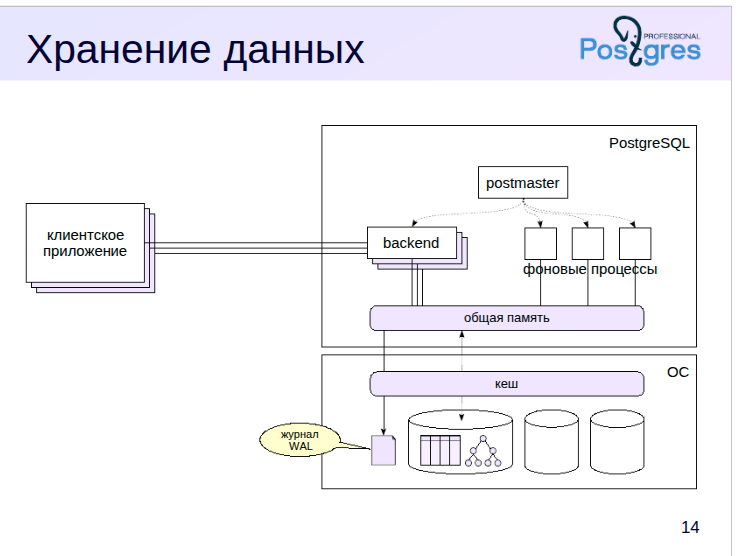 Хранение данных
PROFESSIONAL
Postgres
PostgreSQL
postmaster
клиентское
приложение
backend
фоновые процессы
общая память
ОС
кеш
журнал
WAL
14